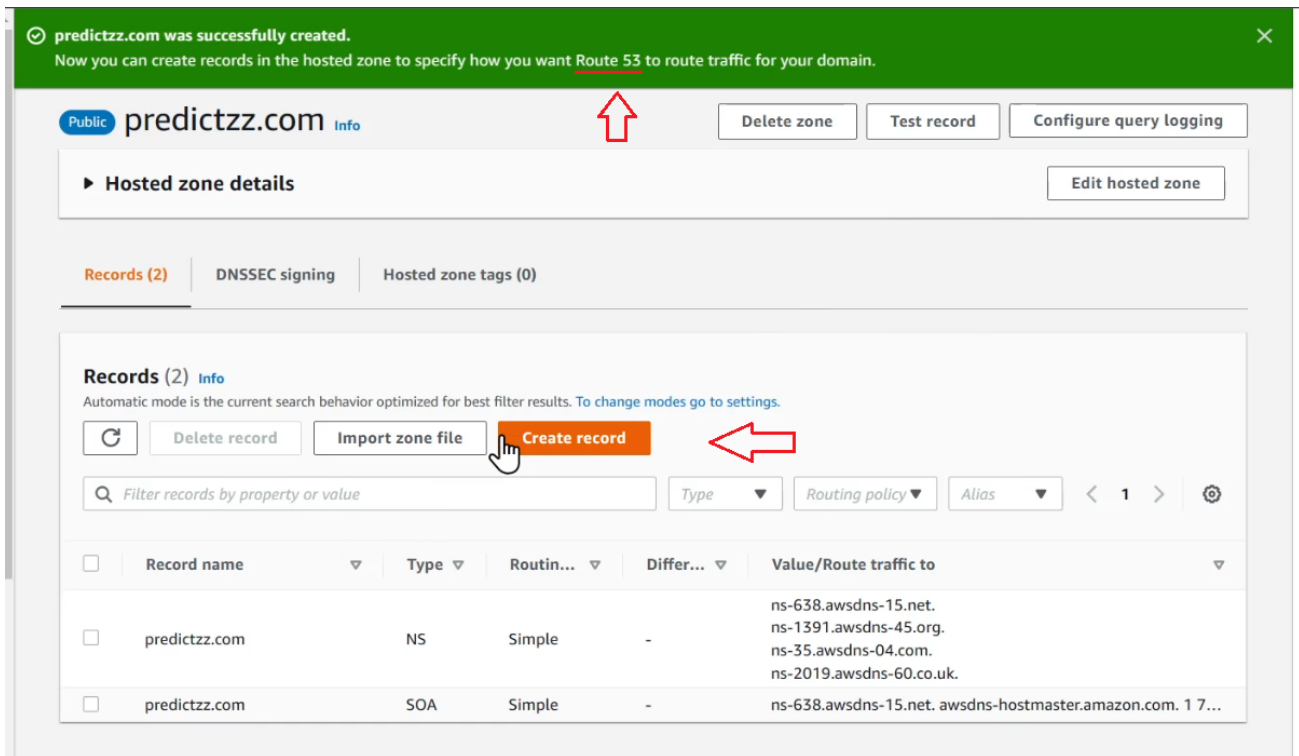 predictzz.com was successfully created.
Now you can create records in the hosted zone to specify how you want Route 53 to route traffic for your domain.
Public predictzz.com Info
Delete zone Test record Configure query logging
Hosted zone details Edit hosted zone
Records (2) DNSSEC signing Hosted zone tags (0)
Records (2) Info
Automatic mode is the current search behavior optimized for best filter results. To change modes go to settings.
Delete record Import zone file Create record
Filter records by property or value Type Routing policy Alias 1
Record name Type Routin... Differ... Value/Route traffic to
ns-638.awsdns-15.net.
ns-1391.awsdns-45.org.
predictzz.com NS Simple -
ns-35.awsdns-04.com.
ns-2019.awsdns-60.co.uk.
predictzz.com SOA Simple - ns-638.awsdns-15.net. awsdns-hostmaster.amazon.com. 1 7...